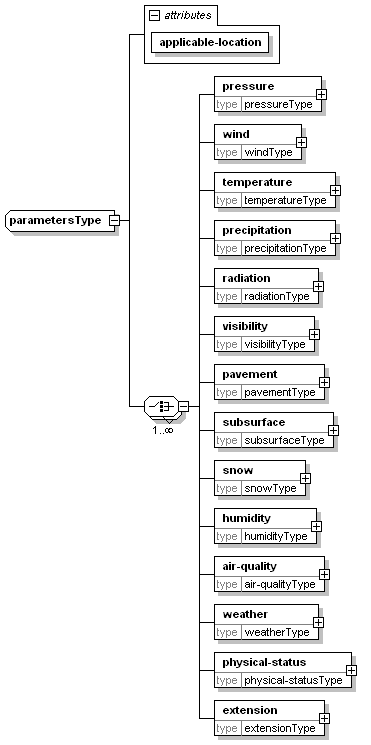 attributes
applicable-location
parametersType
1..∞
pressure
type pressureType
wind
type windType
temperature
type temperatureType
precipitation
type precipitationType
radiation
type radiationType
visibility
type visibilityType
pavement
type pavementType
subsurface
type subsurfaceType
snow
type snowType
humidity
type humidityType
air-quality
type air-qualityType
weather
type weatherType
physical-status
type physical-statusType
extension
type extensionType